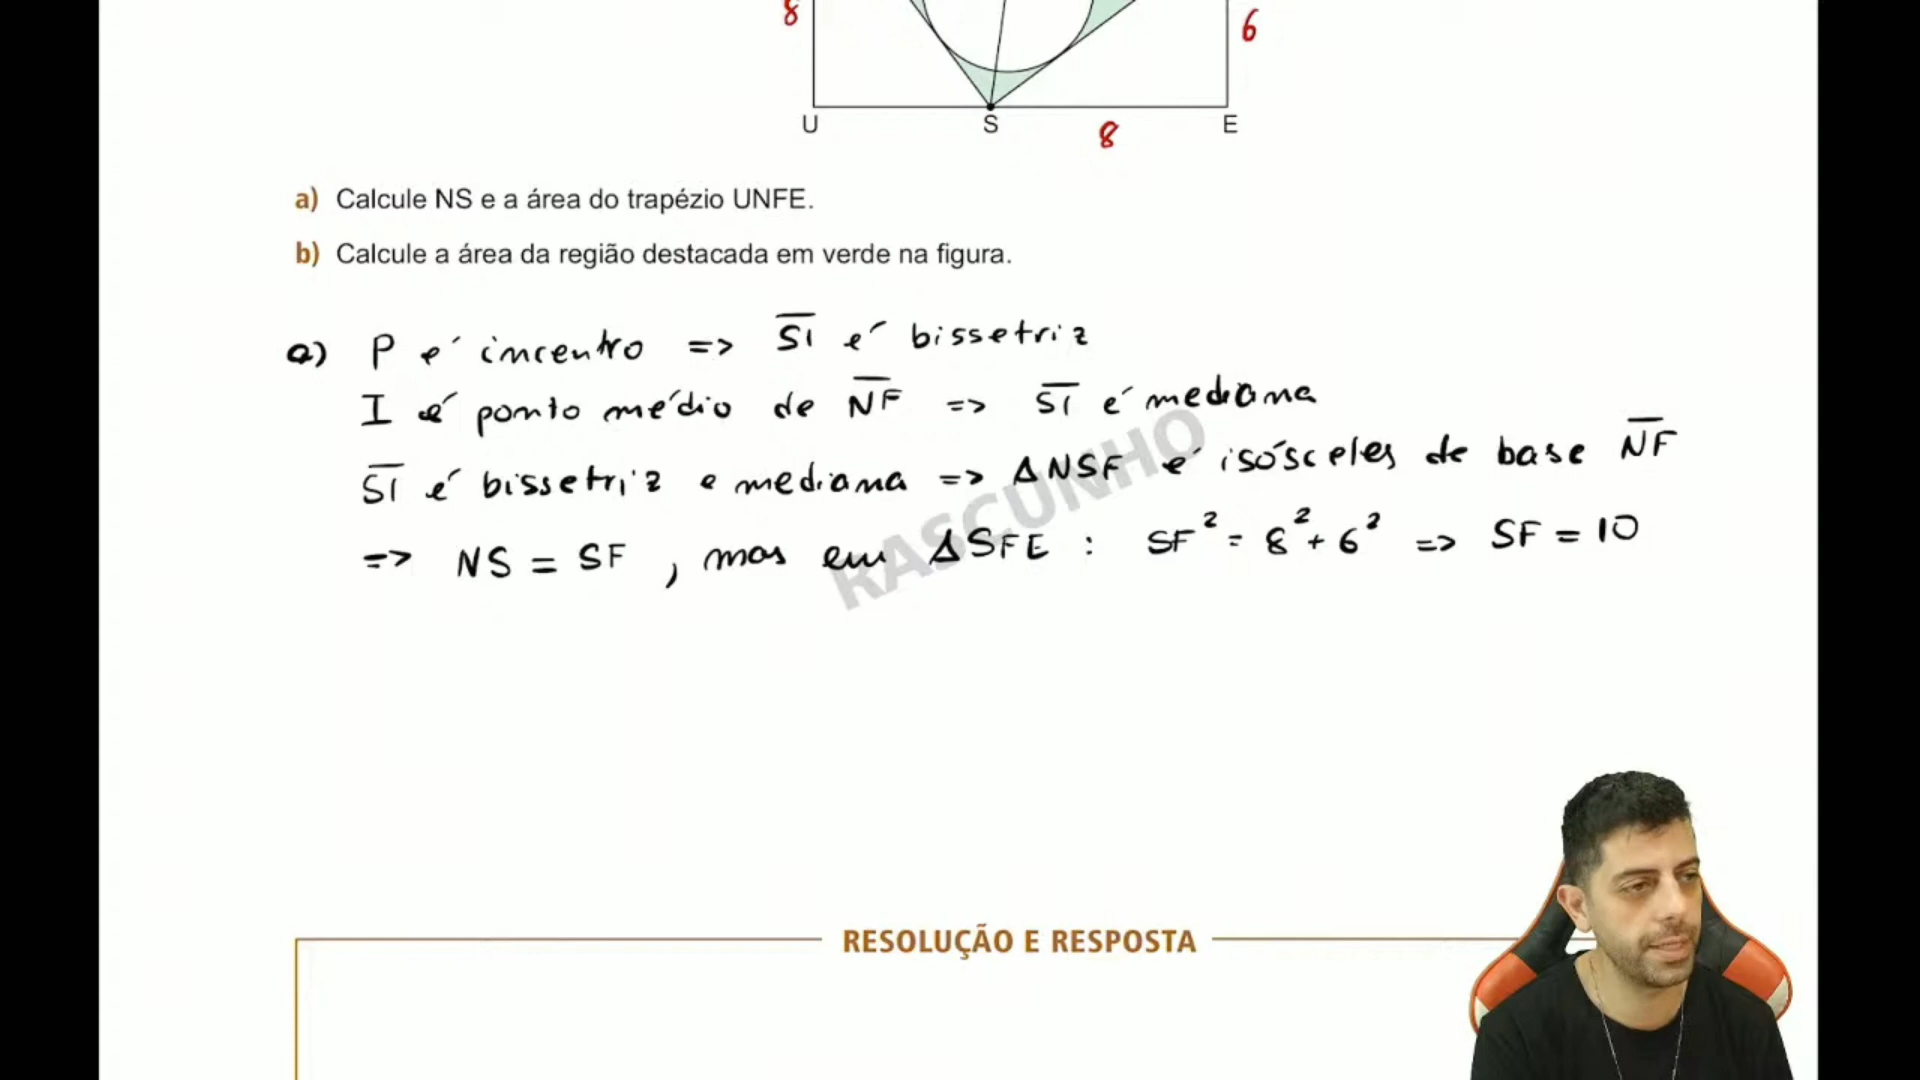 8
6
U
S
E
8
a) Calcule NS e a área do trapézio UNFE.
b) Calcule a área da região destacada em verde na figura.
a) P é incentro => SI é bissetriz
I é ponto médio de NF => SI é mediana
SI é bissetriz e mediana => ΔNSF é isósceles de base NF
=> NS = SF , mas em ΔSFE : SF² = 8² + 6² => SF = 10
RASCUNHO
RESOLUÇÃO E RESPOSTA